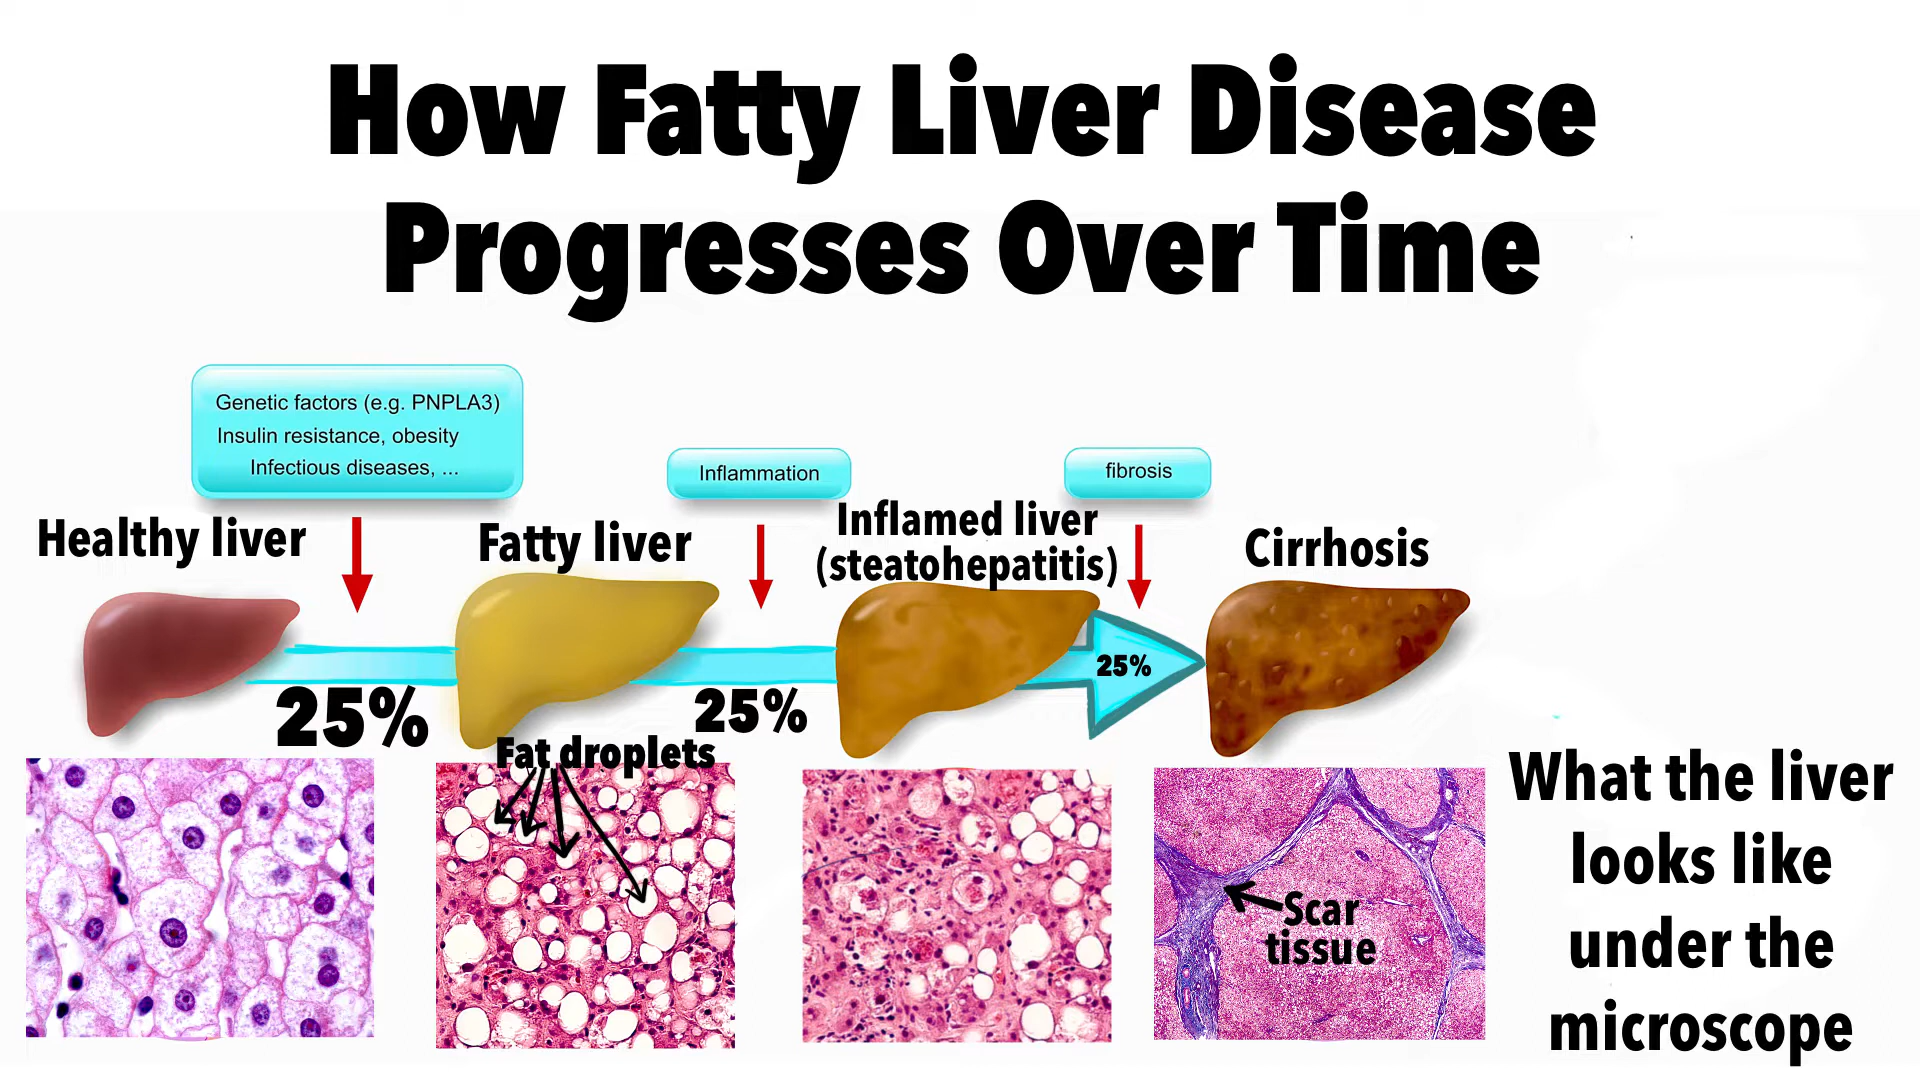 How Fatty Liver Disease
Progresses Over Time
Genetic factors (e.g. PNPLA3)
Insulin resistance, obesity
Infectious diseases, ...
Inflammation
fibrosis
Healthy liver
Fatty liver
Inflamed liver
(steatohepatitis)
Cirrhosis
25%
25%
25%
Fat droplets
Scar
tissue
What the liver
looks like
under the
microscope